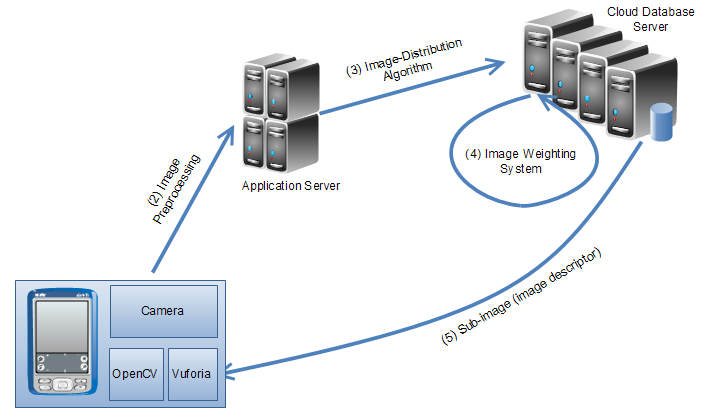 Cloud Database
Server
(3) Image-Distribution
Algorithm
(4) Image Weighting
System
Application Server
(2) Image
Preprocessing
(5) Sub-image (image descriptor)
Camera
OpenCV
Vuforia